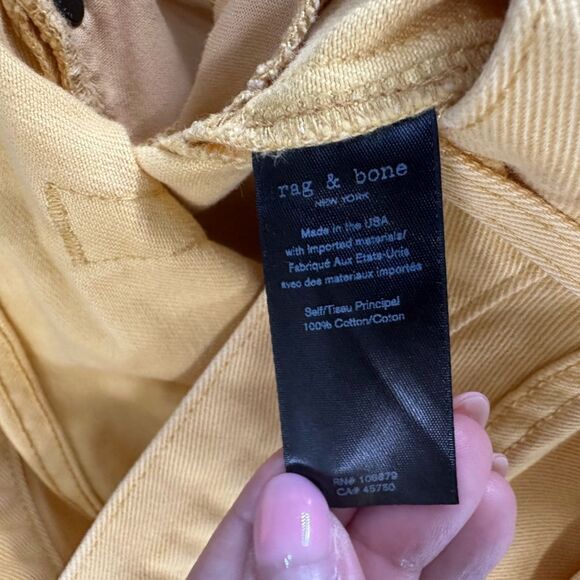 rag & bone
NEW YORK
Made in the USA
with imported materials/
Fabriqué Aux Etats-Unis
avec des materiaux importés
Self/Tissu Principal
100% Cotton/Coton
RN# 106879
CA# 45750